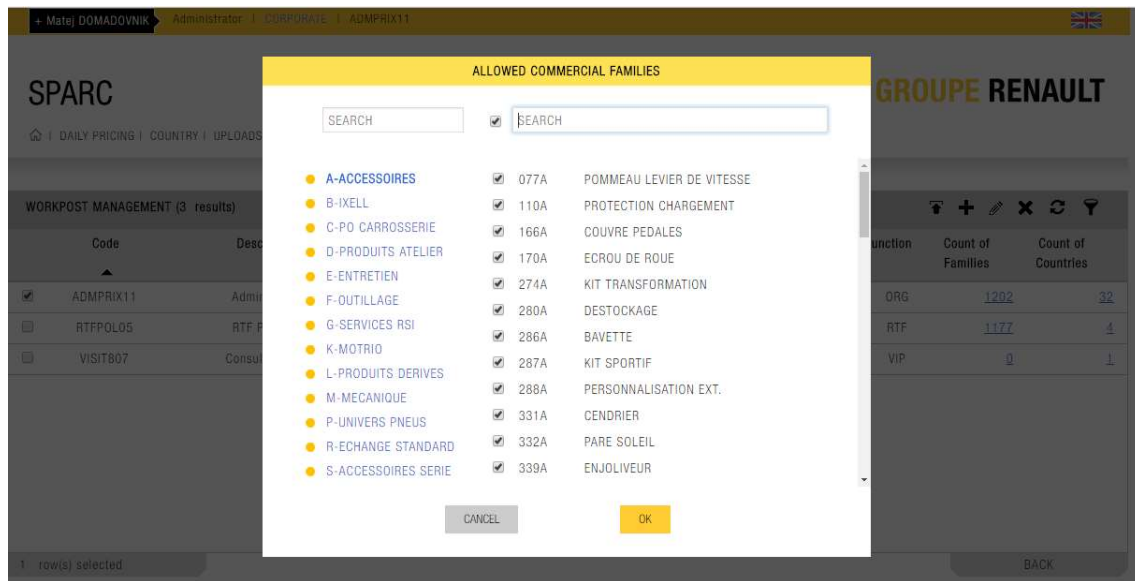 + Matej DOMADOVNIK Administrator | CORPORATE | ADMPRIX11
ALLOWED COMMERCIAL FAMILIES
SPARC
GROUPE RENAULT
SEARCH SEARCH
| DAILY PRICING | COUNTRY | UPLOADS
A-ACCESSOIRES 077A POMMEAU LEVIER DE VITESSE
B-IXELL 110A PROTECTION CHARGEMENT
C-PO CARROSSERIE 166A COUVRE PEDALES
D-PRODUITS ATELIER 170A ECROU DE ROUE
E-ENTRETIEN 274A KIT TRANSFORMATION
F-OUTILLAGE 280A DESTOCKAGE
G-SERVICES RSI 286A BAVETTE
K-MOTRIO 287A KIT SPORTIF
L-PRODUITS DERIVES 288A PERSONNALISATION EXT.
M-MECANIQUE 331A CENDRIER
P-UNIVERS PNEUS 332A PARE SOLEIL
R-ECHANGE STANDARD 339A ENJOLIVEUR
S-ACCESSOIRES SERIE
CANCEL OK
WORKPOST MANAGEMENT (3 results)
Code Desc unction Count of Families Count of Countries
ADMPRIX11 Admin ORG 1202 32
RTFPOL05 RTF P RTF 1177 4
VISIT807 Consul VIP 0 1
1 row(s) selected BACK